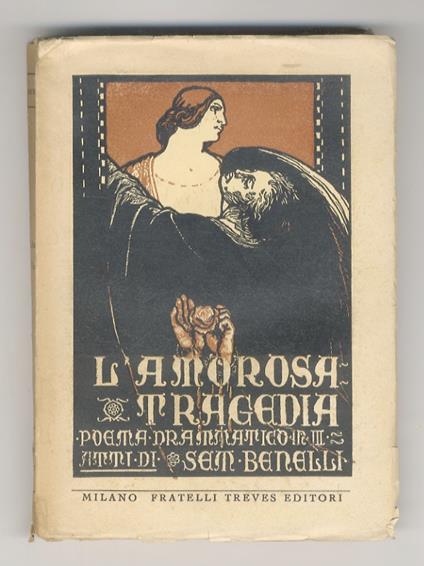 L'AMOROSA
TRAGEDIA
·POEMA·DRAMMATICO·IN·III·
ATTI·DI·SEM·BENELLI·
MILANO FRATELLI TREVES EDITORI